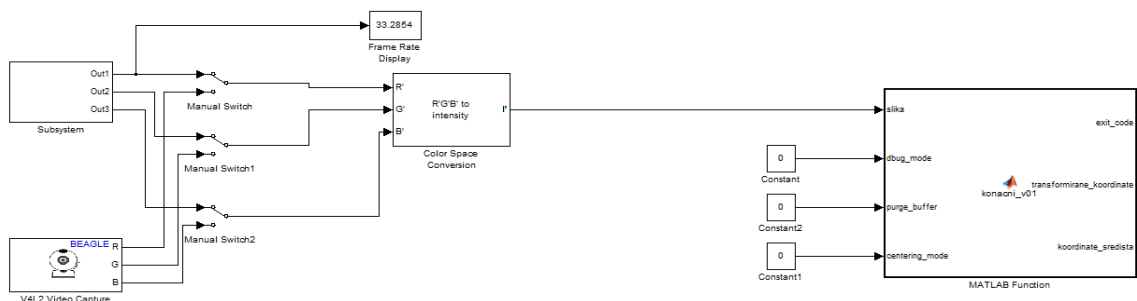 33.2854
Frame Rate
Display
Out1
Out2
Out3
Subsystem
Manual Switch
Manual Switch1
Manual Switch2
R'
G'
B'
R'G'B' to
intensity
I'
Color Space
Conversion
BEAGLE
R
G
B
V4L2 Video Capture
0
Constant
0
Constant2
0
Constant1
slika
dbug_mode
purge_buffer
centering_mode
konacni_v01
exit_code
transformirane_koordinate
koordinate_sredista
MATLAB Function